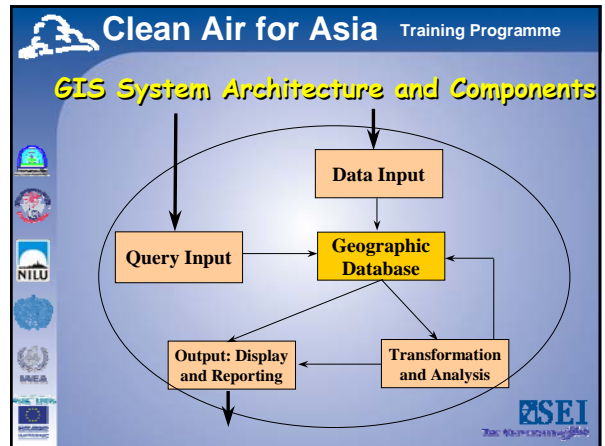 Clean Air for Asia Training Programme
GIS System Architecture and Components
Data Input
Query Input
Geographic
Database
Output: Display
and Reporting
Transformation
and Analysis
NILU
SEI